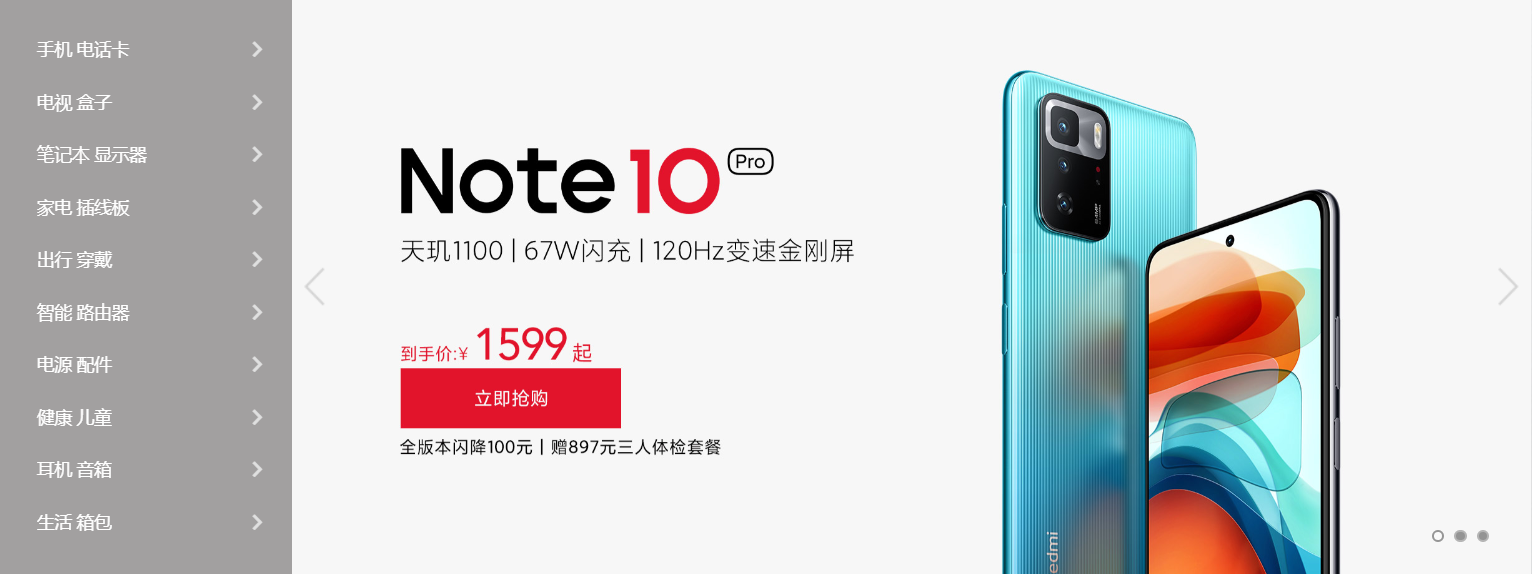 手机 电话卡
电视 盒子
笔记本 显示器
家电 插线板
出行 穿戴
智能 路由器
电源 配件
健康 儿童
耳机 音箱
生活 箱包
Note 10 Pro
天玑1100 | 67W闪充 | 120Hz变速金刚屏
到手价:¥ 1599 起
立即抢购
全版本闪降100元 | 赠897元三人体检套餐
edmi